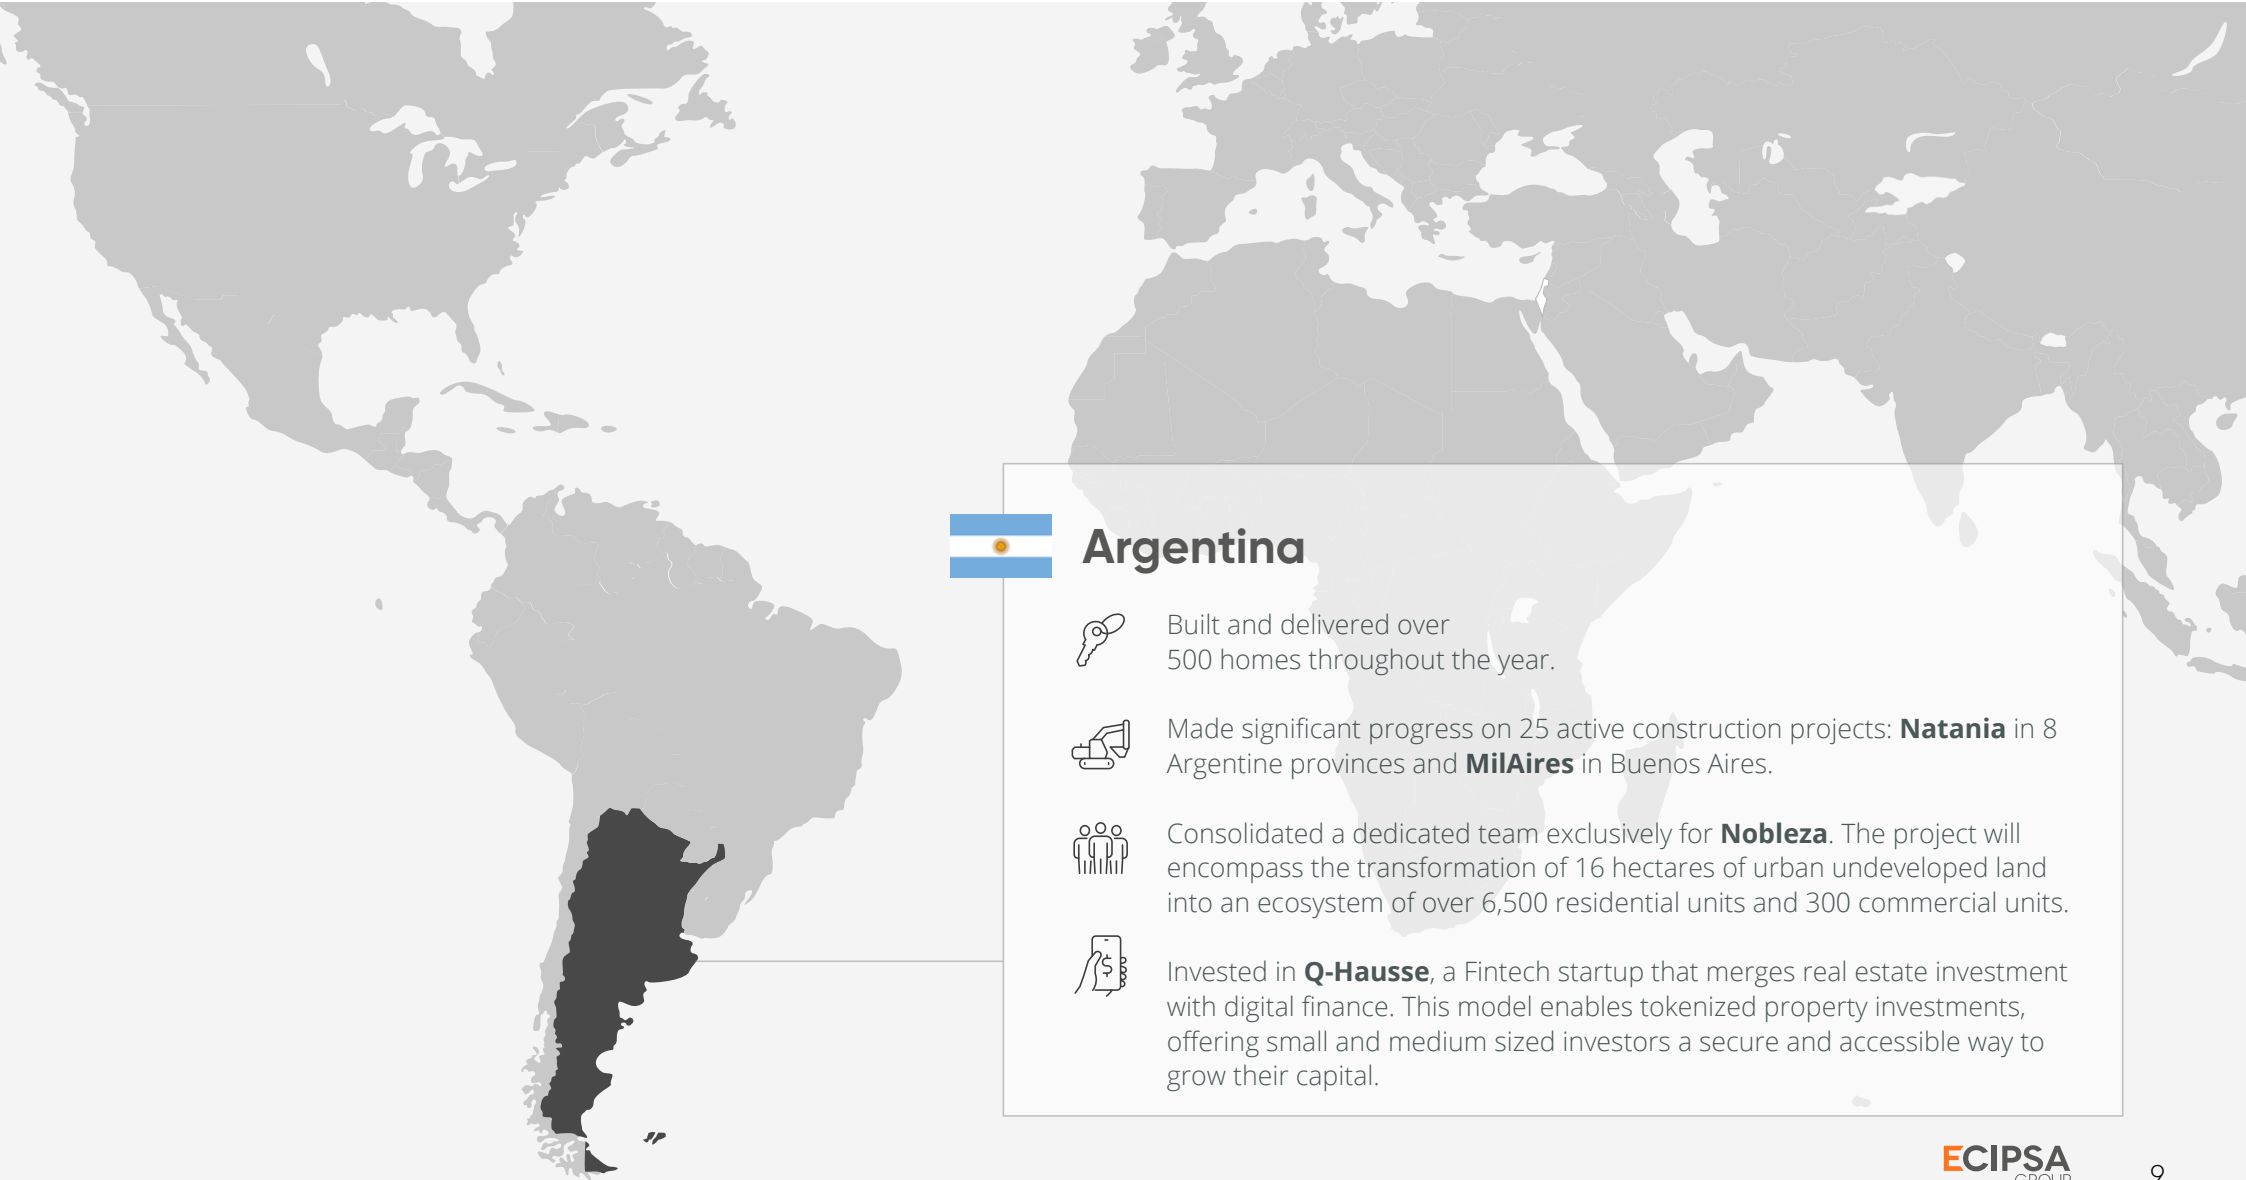 Argentina
Built and delivered over
500 homes throughout the year.
Made significant progress on 25 active construction projects: Natania in 8
Argentine provinces and MilAires in Buenos Aires.
Consolidated a dedicated team exclusively for Nobleza. The project will
encompass the transformation of 16 hectares of urban undeveloped land
into an ecosystem of over 6,500 residential units and 300 commercial units.
$
Invested in Q-Hausse, a Fintech startup that merges real estate investment
with digital finance. This model enables tokenized property investments,
offering small and medium sized investors a secure and accessible way to
grow their capital.
ECIPSA
GROUP
9